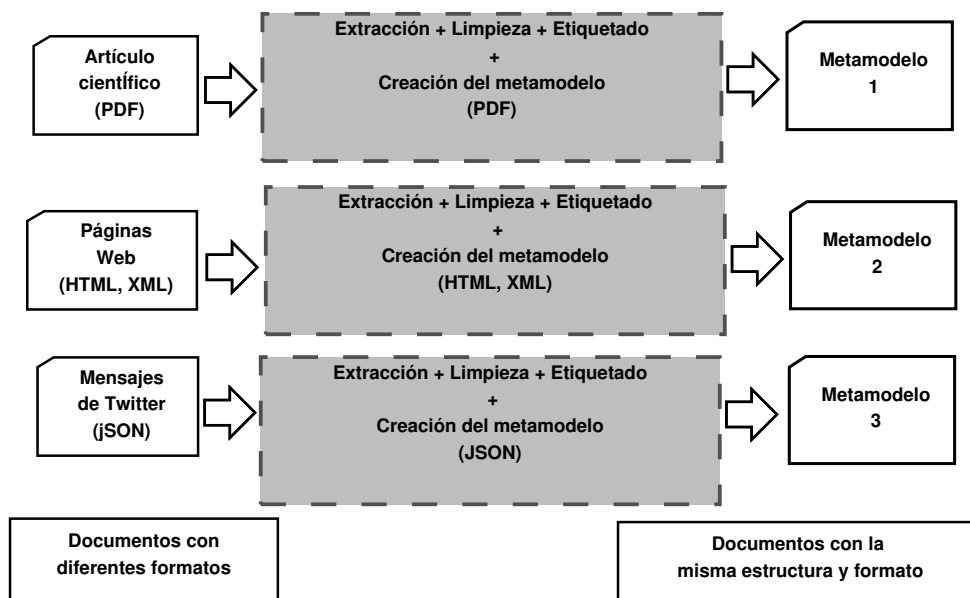 Artículo
científico
(PDF)
Extracción + Limpieza + Etiquetado
+
Creación del metamodelo
(PDF)
Metamodelo
1
Páginas
Web
(HTML, XML)
Extracción + Limpieza + Etiquetado
+
Creación del metamodelo
(HTML, XML)
Metamodelo
2
Mensajes
de Twitter
(jSON)
Extracción + Limpieza + Etiquetado
+
Creación del metamodelo
(JSON)
Metamodelo
3
Documentos con
diferentes formatos
Documentos con la
misma estructura y formato